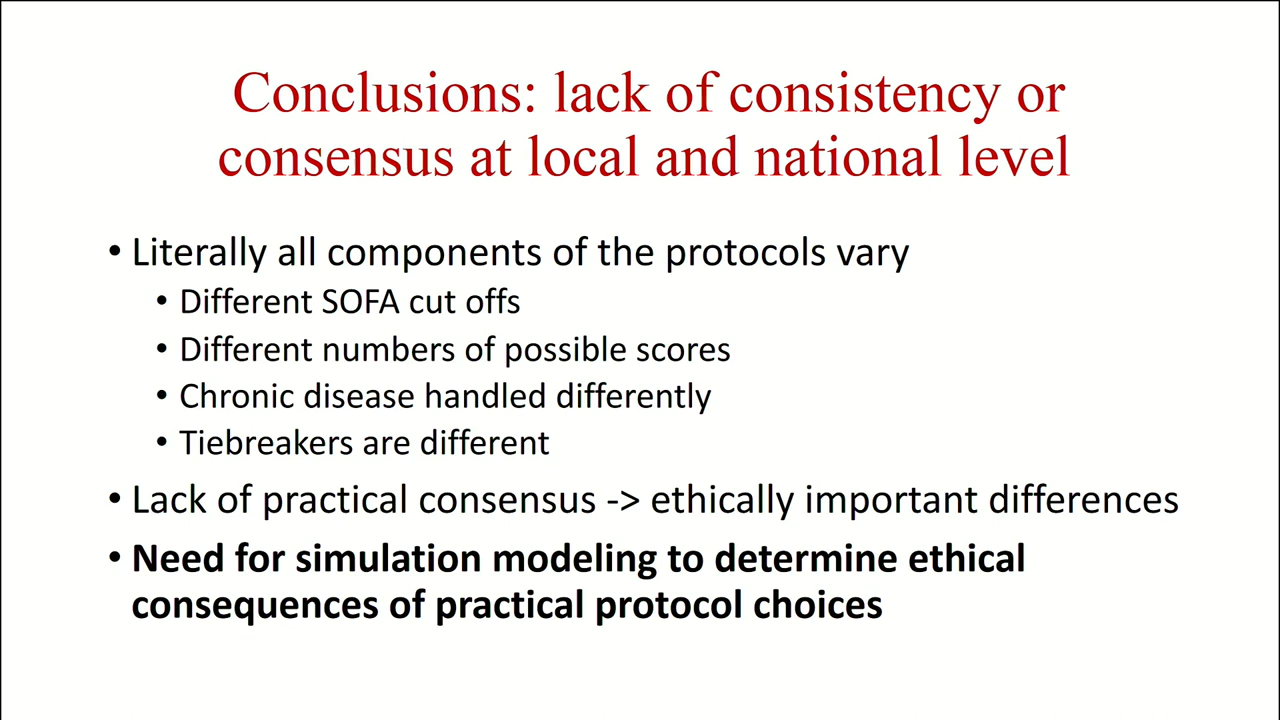 Conclusions: lack of consistency or
consensus at local and national level
• Literally all components of the protocols vary
• Different SOFA cut offs
• Different numbers of possible scores
• Chronic disease handled differently
• Tiebreakers are different
• Lack of practical consensus -> ethically important differences
• Need for simulation modeling to determine ethical
consequences of practical protocol choices